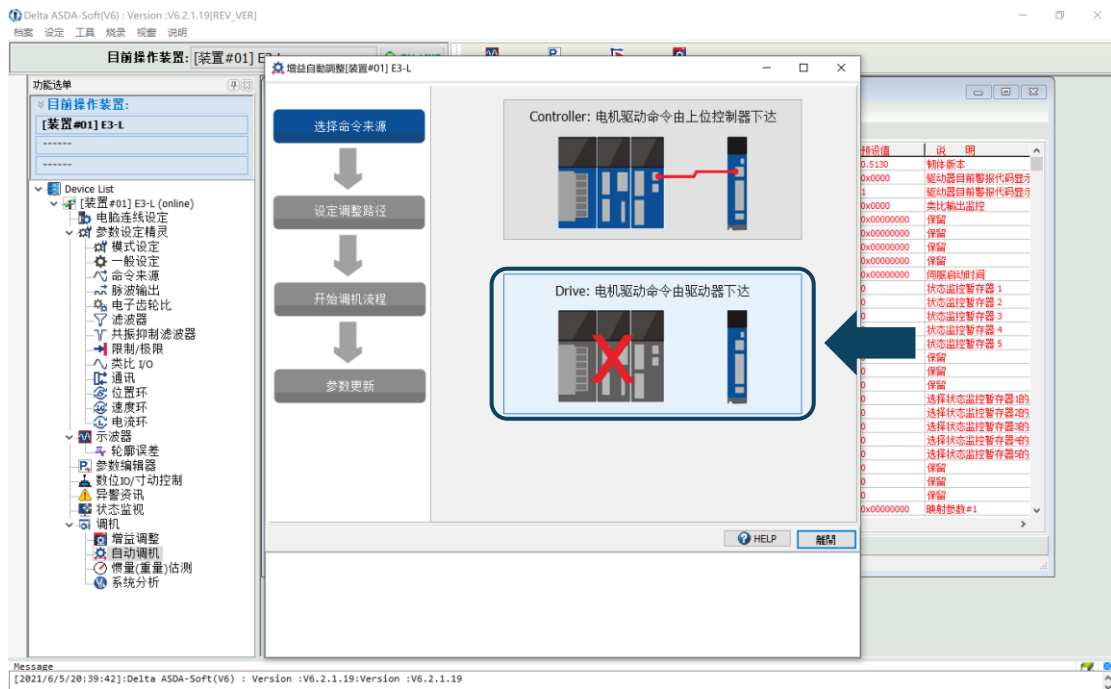 Delta ASDA-Soft(V6) : Version :V6.2.1.19[REV_VER]
档案 设定 工具 烧录 视窗 说明
目前操作装置: [装置#01] E
功能选单
目前操作装置:
[装置#01] E3-L
------
------
Device List
[装置#01] E3-L (online)
电脑连线设定
参数设定精灵
模式设定
一般设定
命令来源
脉波输出
电子齿轮比
滤波器
共振抑制滤波器
限制/极限
类比 I/O
通讯
位置环
速度环
电流环
示波器
轮廓误差
参数编辑器
数位IO/寸动控制
异警资讯
状态监视
调机
增益调整
自动调机
惯量(重量)估测
系统分析
增益自動調整[装置#01] E3-L
选择命令来源
设定调整路径
开始调机流程
参数更新
Controller: 电机驱动命令由上位控制器下达
Drive: 电机驱动命令由驱动器下达
X
HELP
離開
预设值 说 明
0.5130 韧体版本
0x0000 驱动器目前警报代码显示
1 驱动器目前警报代码显示
0x0000 类比输出监控
0x00000000 保留
0x00000000 保留
0x00000000 保留
0x00000000 保留
0x00000000 伺服启动时间
0 状态监控暂存器 1
0 状态监控暂存器 2
0 状态监控暂存器 3
0 状态监控暂存器 4
0 状态监控暂存器 5
0 保留
0 保留
0 保留
0 选择状态监控暂存器1的
0 选择状态监控暂存器2的
0 选择状态监控暂存器3的
0 选择状态监控暂存器4的
0 选择状态监控暂存器5的
0 保留
0 保留
0 保留
0x00000000 映射参数#1
Message
[2021/6/5/20:39:42]:Delta ASDA-Soft(V6) : Version :V6.2.1.19:Version :V6.2.1.19